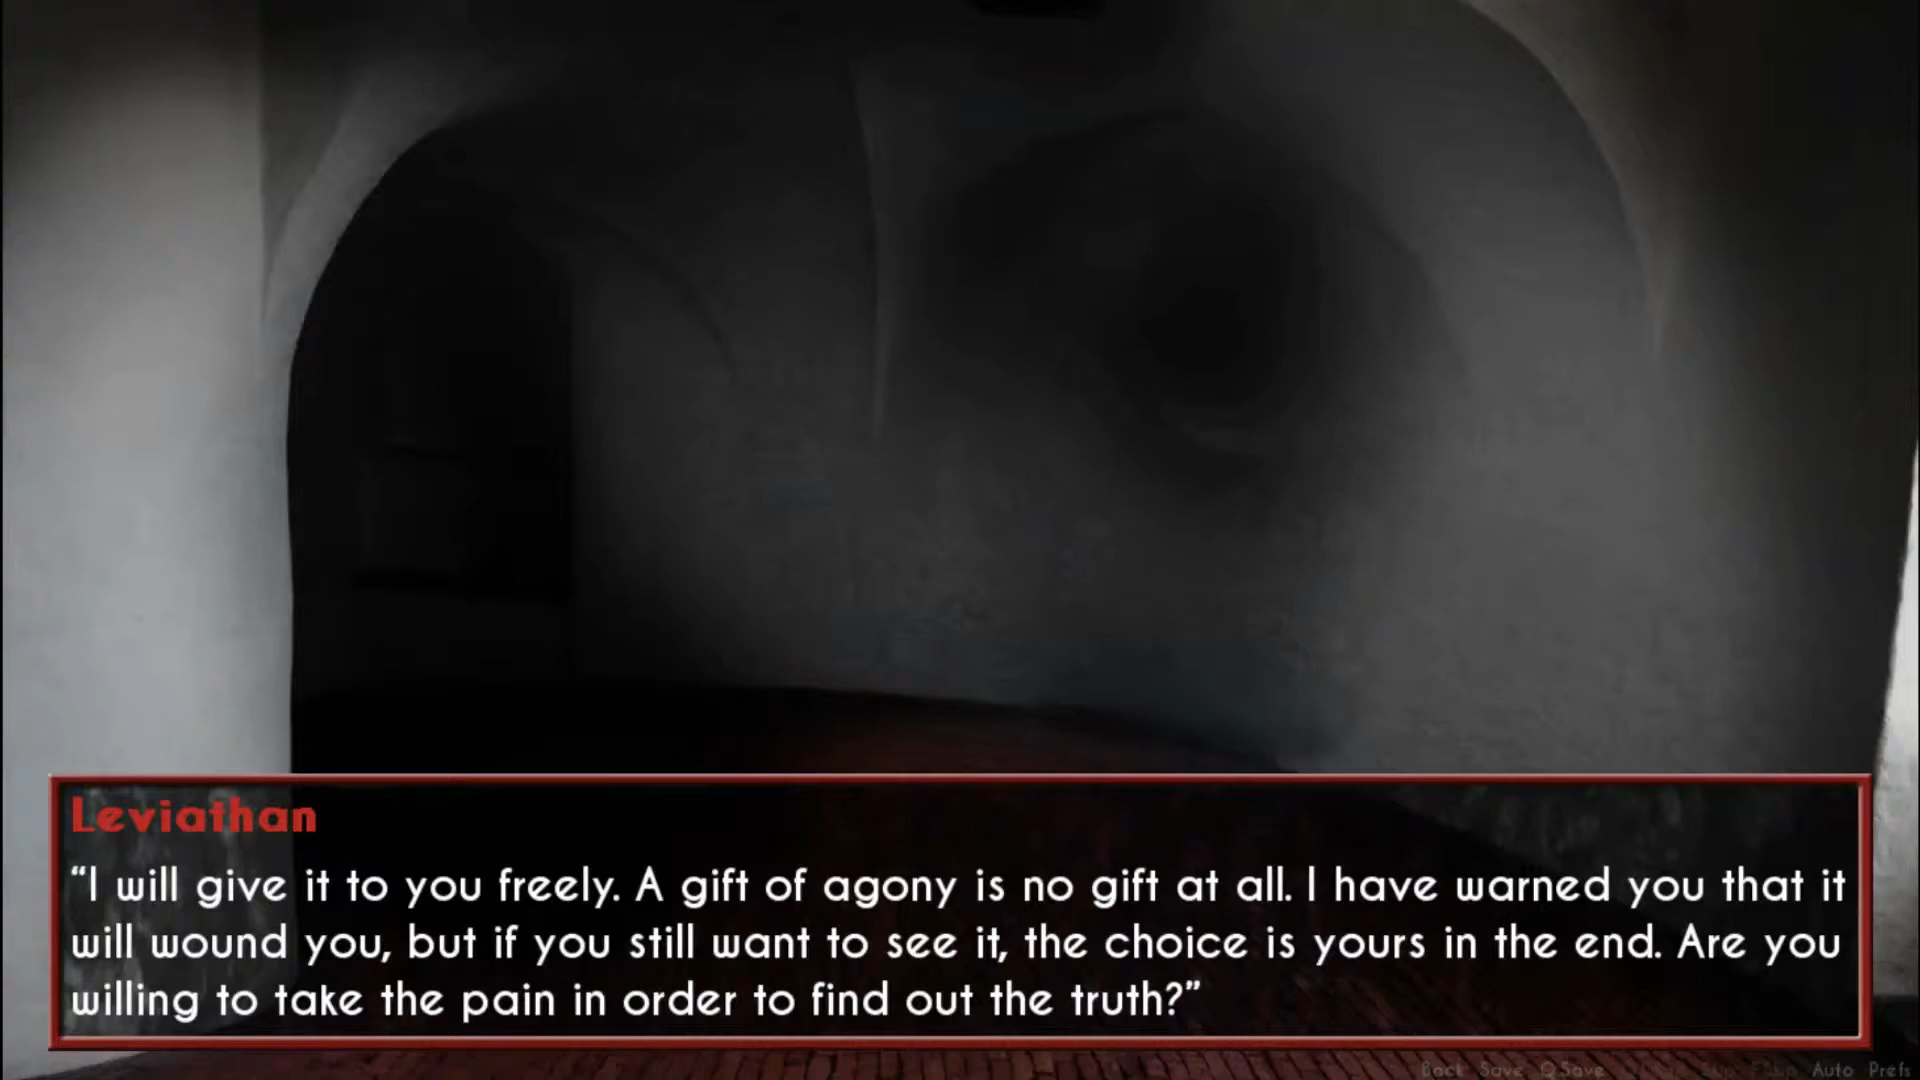 Leviathan
“I will give it to you freely. A gift of agony is no gift at all. I have warned you that it
will wound you, but if you still want to see it, the choice is yours in the end. Are you
willing to take the pain in order to find out the truth?”
Back Save QSave Auto Prefs